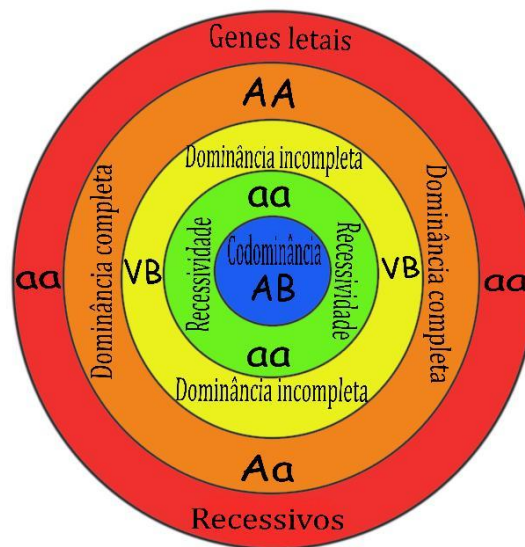 Genes letais
AA
Dominância incompleta
aa
Dominância completa
VB
Recessividade
Codominância
AB
Recessividade
VB
Dominância completa
aa
aa
aa
Dominância incompleta
Aa
Recessivos